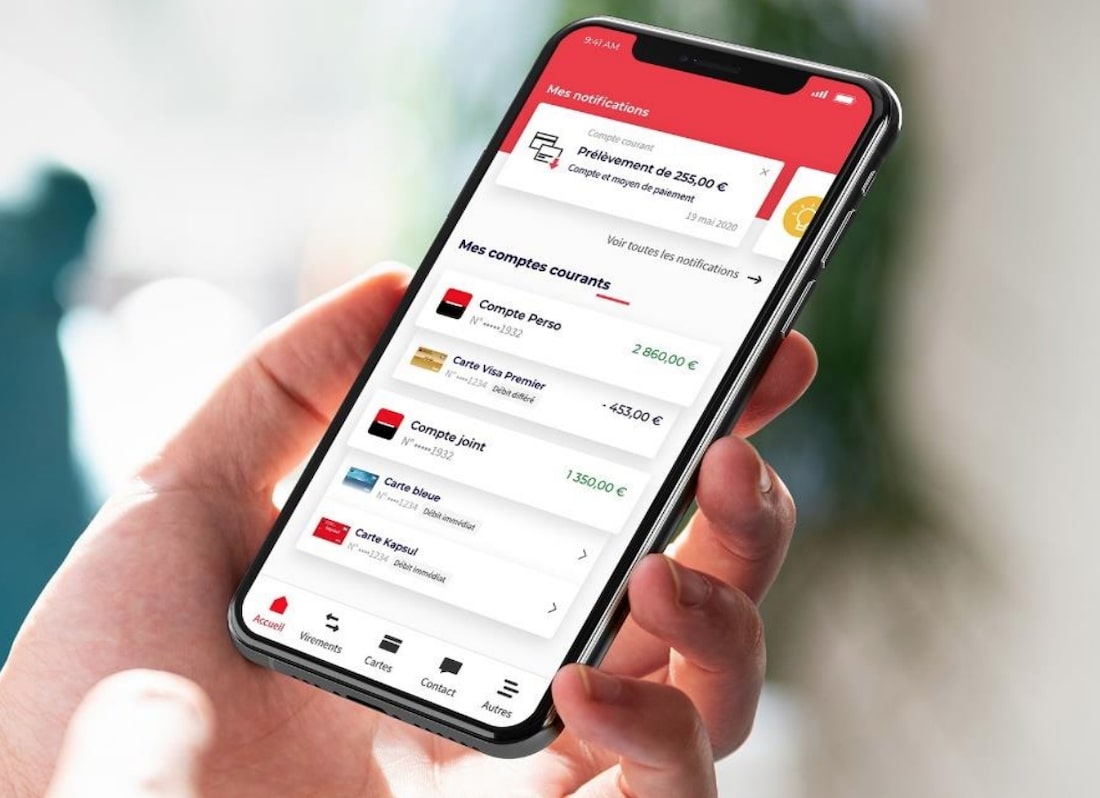 9:41 AM
Mes notifications
Compte courant
Prélèvement de 255,00 €
Compte et moyen de paiement
19 mai 2020
Voir toutes les notifications
Mes comptes courants
Compte Perso
N° •••••1932
2 860,00 €
Carte Visa Premier
N° ••••1234 Débit différé
- 453,00 €
Compte joint
N° •••••1932
1 350,00 €
Carte bleue
N° ••••1234 Débit immédiat
Carte Kapsul
N° ••••1234 Débit immédiat
Accueil
Virements
Cartes
Contact
Autres